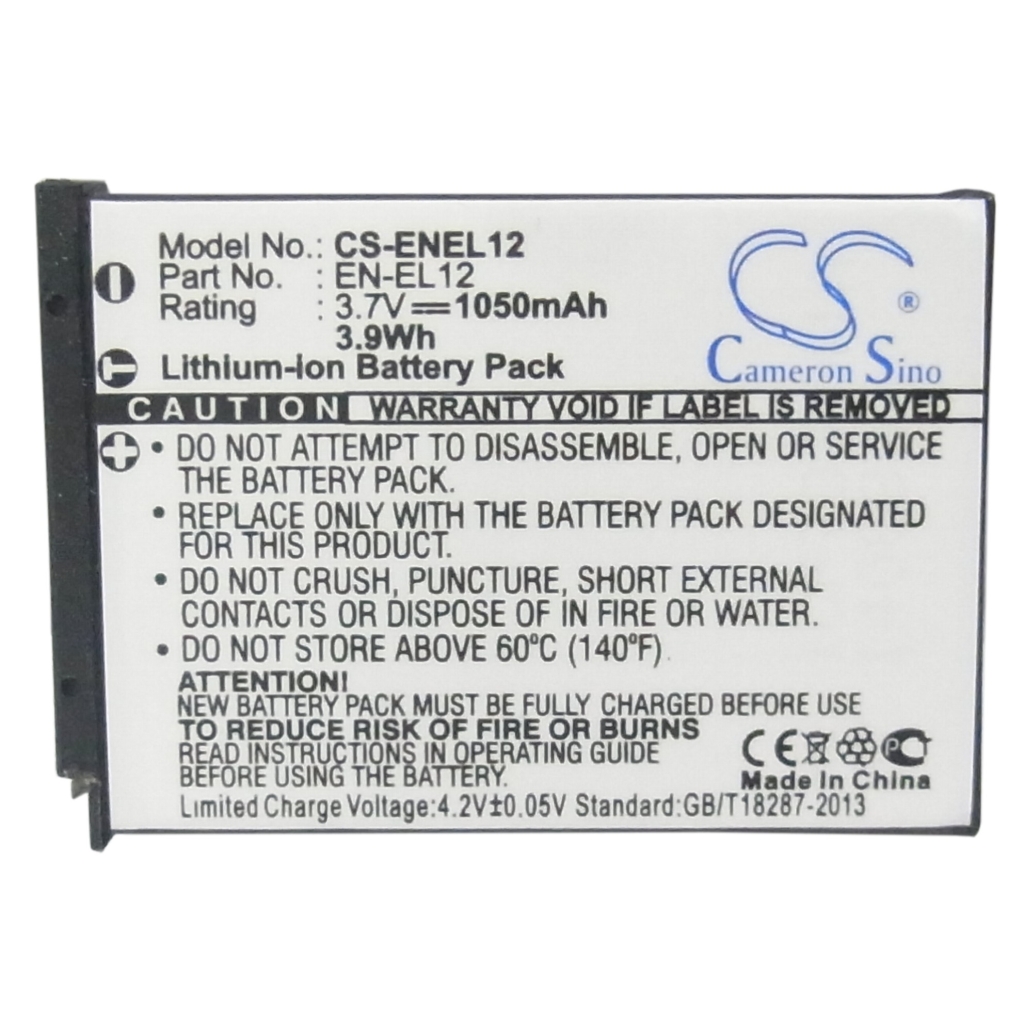 Model No.: CS-ENEL12
Part No. : EN-EL12
Rating : 3.7V⎓1050mAh
3.9Wh
Lithium-ion Battery Pack
CS ®
Cameron Sino
CAUTION WARRANTY VOID IF LABEL IS REMOVED
• DO NOT ATTEMPT TO DISASSEMBLE, OPEN OR SERVICE
THE BATTERY PACK.
• REPLACE ONLY WITH THE BATTERY PACK DESIGNATED
FOR THIS PRODUCT.
• DO NOT CRUSH, PUNCTURE, SHORT EXTERNAL
CONTACTS OR DISPOSE OF IN FIRE OR WATER.
• DO NOT STORE ABOVE 60°C (140°F)
ATTENTION!
NEW BATTERY PACK MUST BE FULLY CHARGED BEFORE USE
TO REDUCE RISK OF FIRE OR BURNS
READ INSTRUCTIONS IN OPERATING GUIDE
BEFORE USING THE BATTERY.
CE
Made In China
Limited Charge Voltage:4.2V±0.05V Standard:GB/T18287-2013